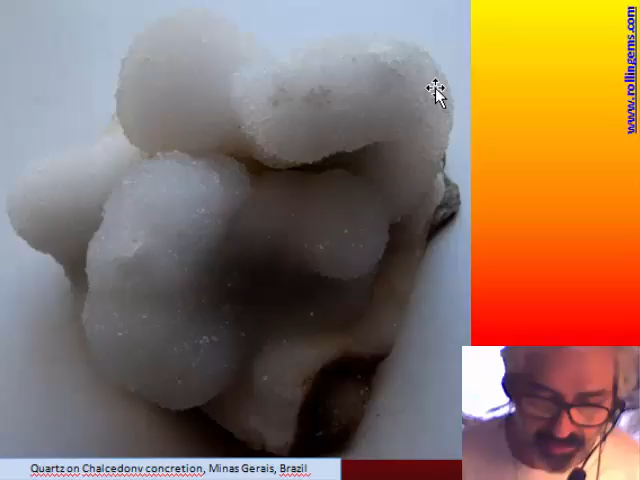 www.rollingems.com
Quartz on Chalcedony concretion, Minas Gerais, Brazil